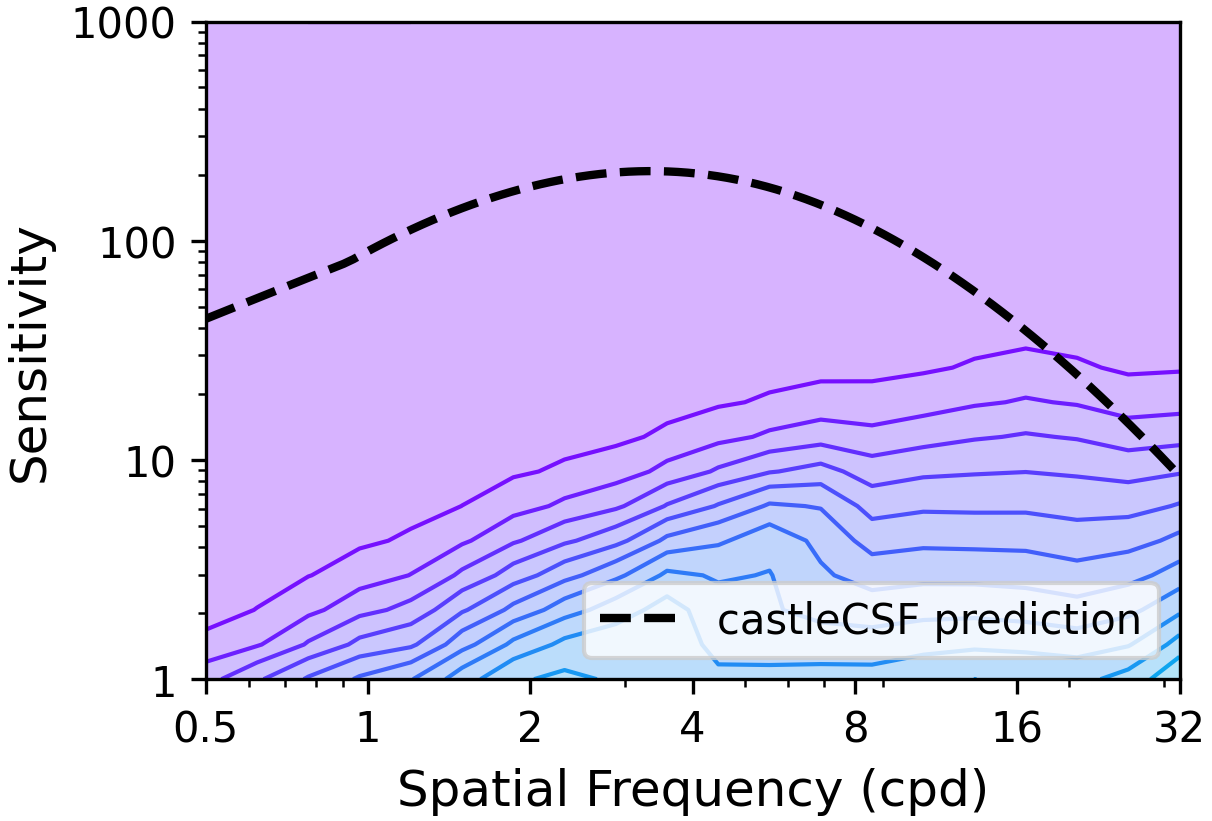 1000
100
10
1
Sensitivity
castleCSF prediction
0.5 1 2 4 8 16 32
Spatial Frequency (cpd)